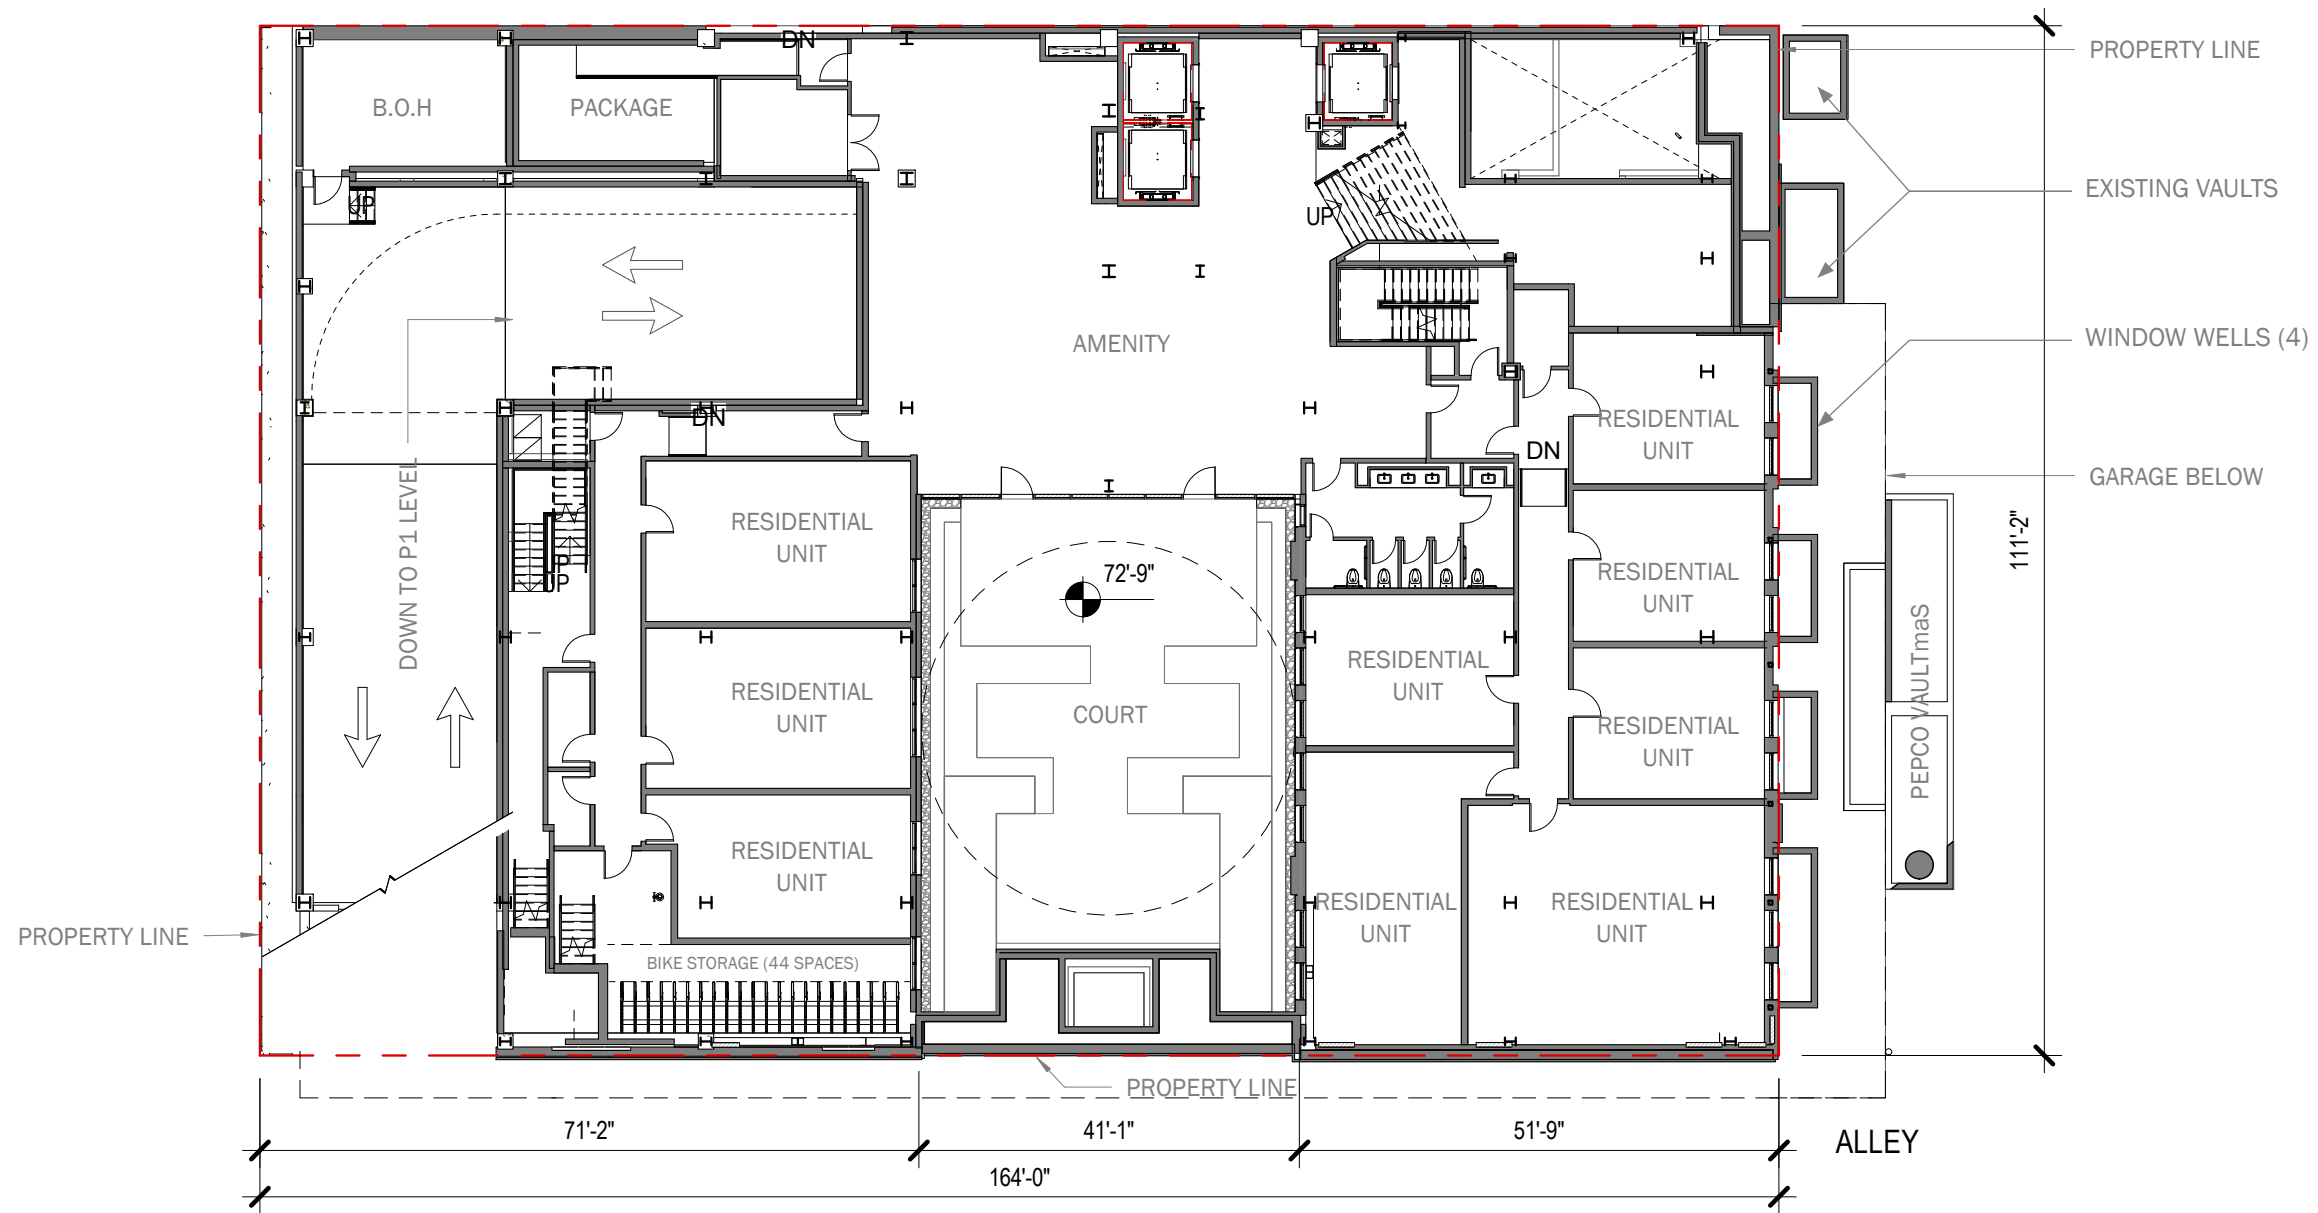 DN
PROPERTY LINE
B.O.H
PACKAGE
EXISTING VAULTS
UP
UP
AMENITY
WINDOW WELLS (4)
DN
RESIDENTIAL
UNIT
DN
GARAGE BELOW
DOWN TO P1 LEVEL
RESIDENTIAL
UNIT
111'-2"
72'-9"
RESIDENTIAL
UNIT
UP
UP
RESIDENTIAL
UNIT
RESIDENTIAL
UNIT
PEPCO VAULTmaS
COURT
RESIDENTIAL
UNIT
RESIDENTIAL
UNIT
RESIDENTIAL
UNIT
RESIDENTIAL
UNIT
PROPERTY LINE
BIKE STORAGE (44 SPACES)
PROPERTY LINE
71'-2"
41'-1"
51'-9"
ALLEY
164'-0"